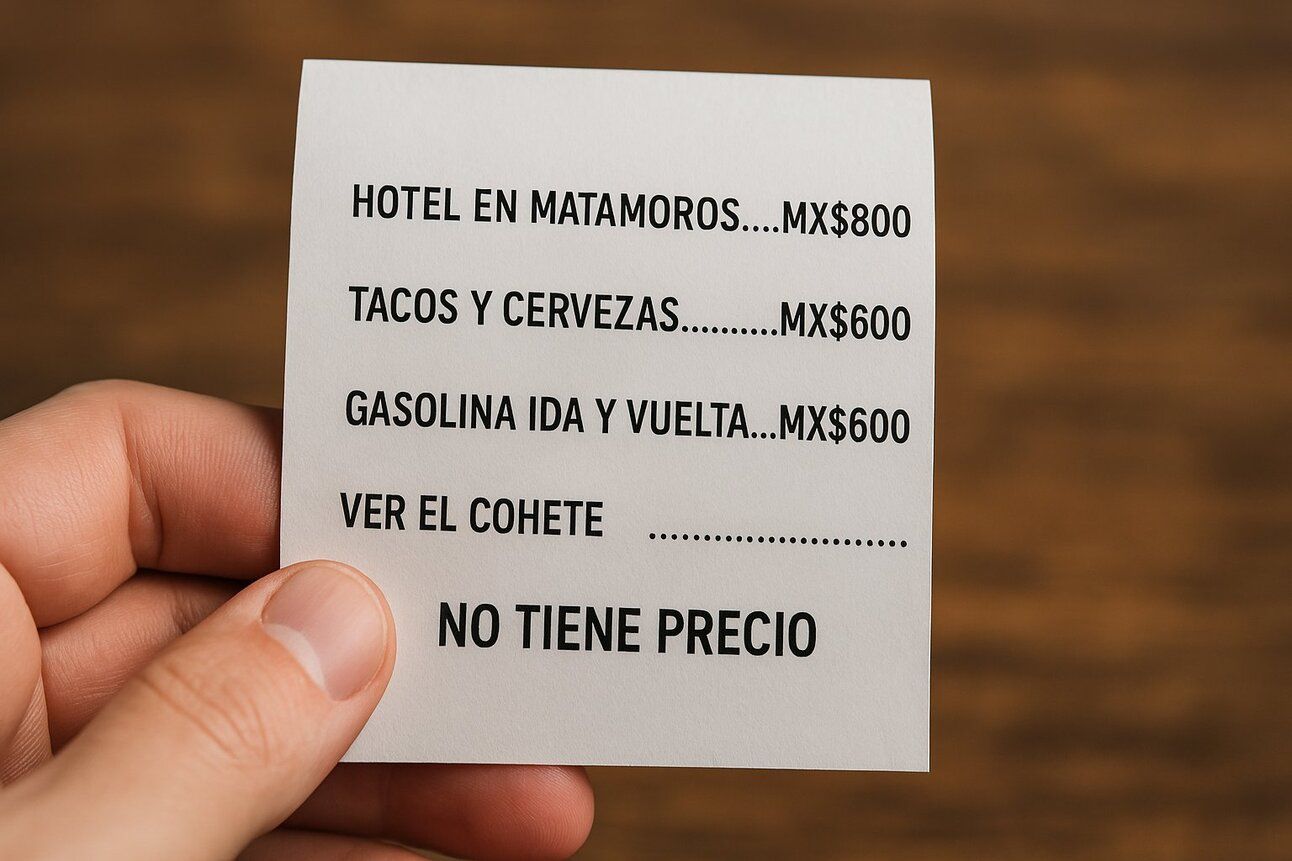 HOTEL EN MATAMOROS....MX$800
TACOS Y CERVEZAS..........MX$600
GASOLINA IDA Y VUELTA...MX$600
VER EL COHETE ........................
NO TIENE PRECIO